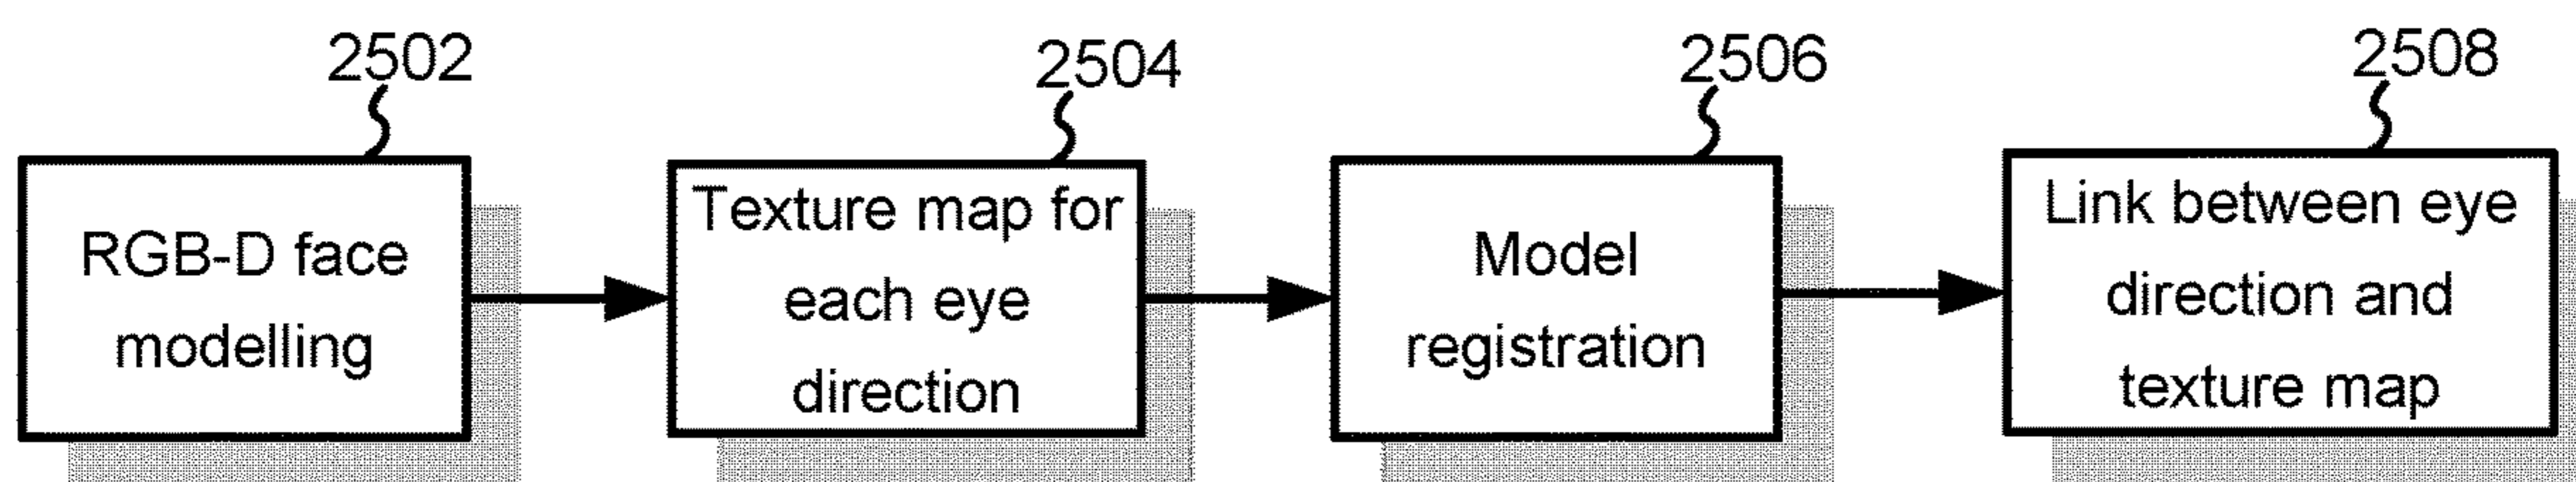 2502
2504
2506
2508
RGB-D face
modelling
Texture map for
each eye
direction
Model
registration
Link between eye
direction and
texture map